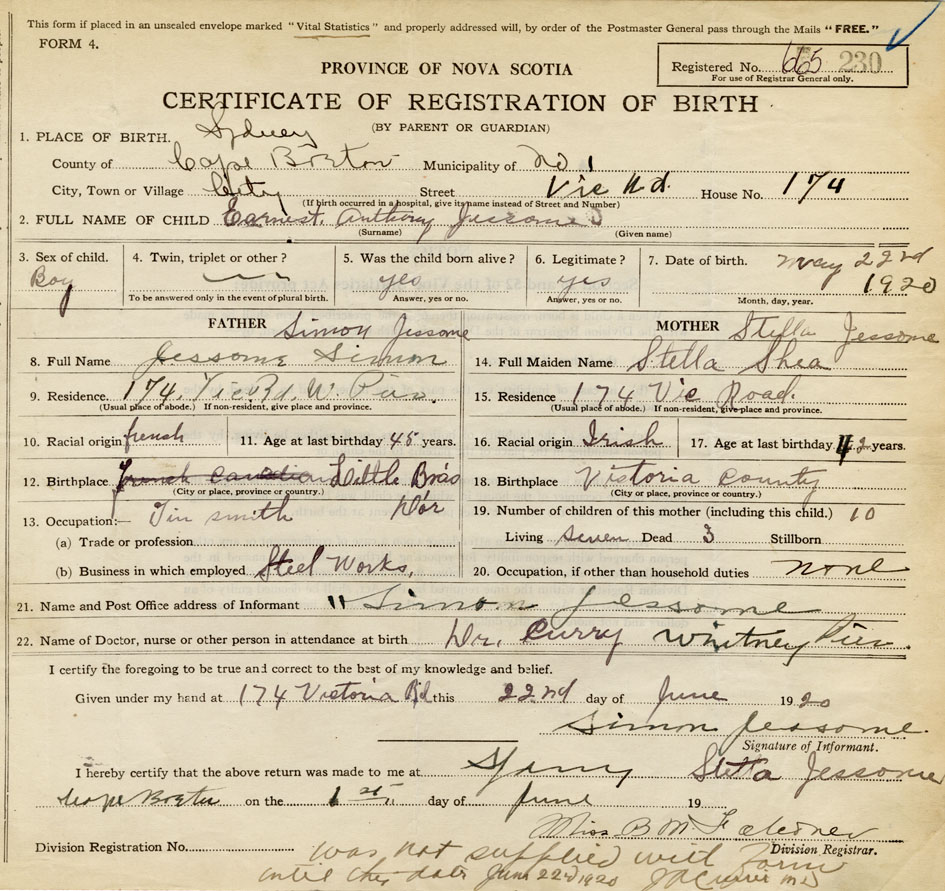 This form if placed in an unsealed envelope marked "Vital Statistics" and properly addressed will, by order of the Postmaster General pass through the Mails "FREE."
FORM 4.
Registered No. 665 230
For use of Registrar General only.
PROVINCE OF NOVA SCOTIA
CERTIFICATE OF REGISTRATION OF BIRTH
(BY PARENT OR GUARDIAN)
1. PLACE OF BIRTH. Sydney
County of Cape Breton Municipality of No 1
City, Town or Village City Street Vic Rd. House No. 174
(If birth occurred in a hospital, give its name instead of Street and Number)
2. FULL NAME OF CHILD Earnest. Anthony Jessome
(Surname) (Given name)
3. Sex of child. 4. Twin, triplet or other? 5. Was the child born alive? 6. Legitimate? 7. Date of birth. May 22nd
Boy yes yes 1920
To be answered only in the event of plural birth. Answer, yes or no. Answer, yes or no. Month, day, year.
FATHER Simon Jessome
MOTHER Stella Jessome
8. Full Name Jessome Simon
14. Full Maiden Name Stella Shea
9. Residence. 174. Vic Rd. W. Pier.
(Usual place of abode.) If non-resident, give place and province.
15. Residence 174 Vic Road.
(Usual place of abode.) If non-resident, give place and province.
10. Racial origin french 11. Age at last birthday 45 years.
16. Racial origin Irish 17. Age at last birthday 42 years.
12. Birthplace french canadian Little Bras
(City or place, province or country.) D'or
18. Birthplace Victoria County
(City or place, province or country.)
13. Occupation:— Tin smith
19. Number of children of this mother (including this child.) 10
(a) Trade or profession
Living seven Dead 3 Stillborn
(b) Business in which employed Steel Works.
20. Occupation, if other than household duties none
21. Name and Post Office address of Informant " Simon Jessome
22. Name of Doctor, nurse or other person in attendance at birth Dr. Curry Whitney Pier.
I certify the foregoing to be true and correct to the best of my knowledge and belief.
Given under my hand at 174 Victoria Rd this 22nd day of June 1920
Simon Jessome
Signature of Informant.
I hereby certify that the above return was made to me at Stella Jessome
Cape Breton on the 1st day of June 19
Miss B M
Division Registrar.
Division Registration No.
was not supplied with form
until this date June 22d 1920